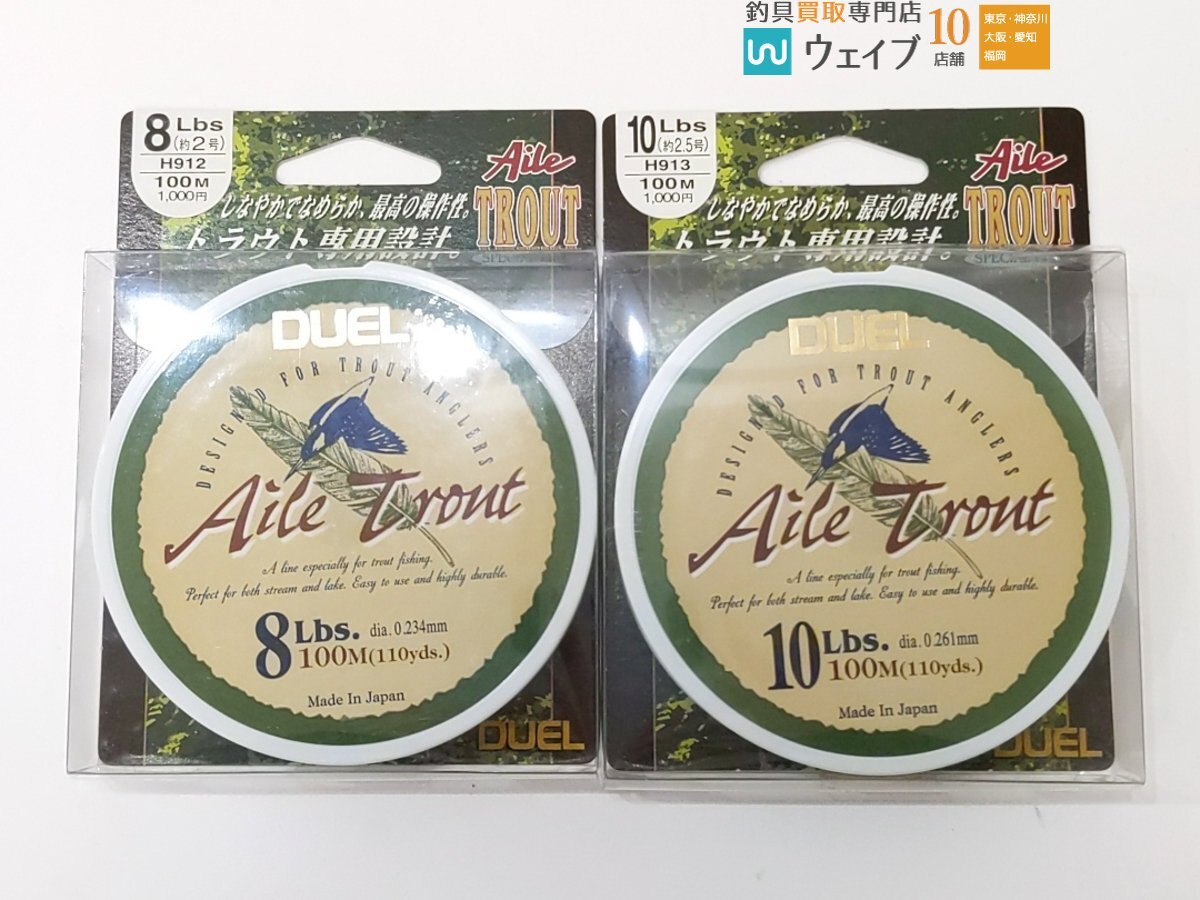 釣具買取専門店
ウェイブ
10
店舗
東京・神奈川
大阪・愛知
福岡
8 Lbs
(約2号)
H912
100M
1,000円
Aile
TROUT
しなやかでなめらか、最高の操作性。
トラウト専用設計。
DUEL
DESIGNED FOR TROUT ANGLERS
Aile Trout
A line especially for trout fishing.
Perfect for both stream and lake. Easy to use and highly durable.
8 Lbs. dia. 0.234mm
100M(110yds.)
Made In Japan
DUEL
10 Lbs
(約2.5号)
H913
100M
1,000円
Aile
TROUT
SPECIAL
しなやかでなめらか、最高の操作性。
トラウト専用設計。
DUEL
DESIGNED FOR TROUT ANGLERS
Aile Trout
A line especially for trout fishing.
Perfect for both stream and lake. Easy to use and highly durable.
10 Lbs. dia. 0.261mm
100M(110yds.)
Made In Japan
DUEL